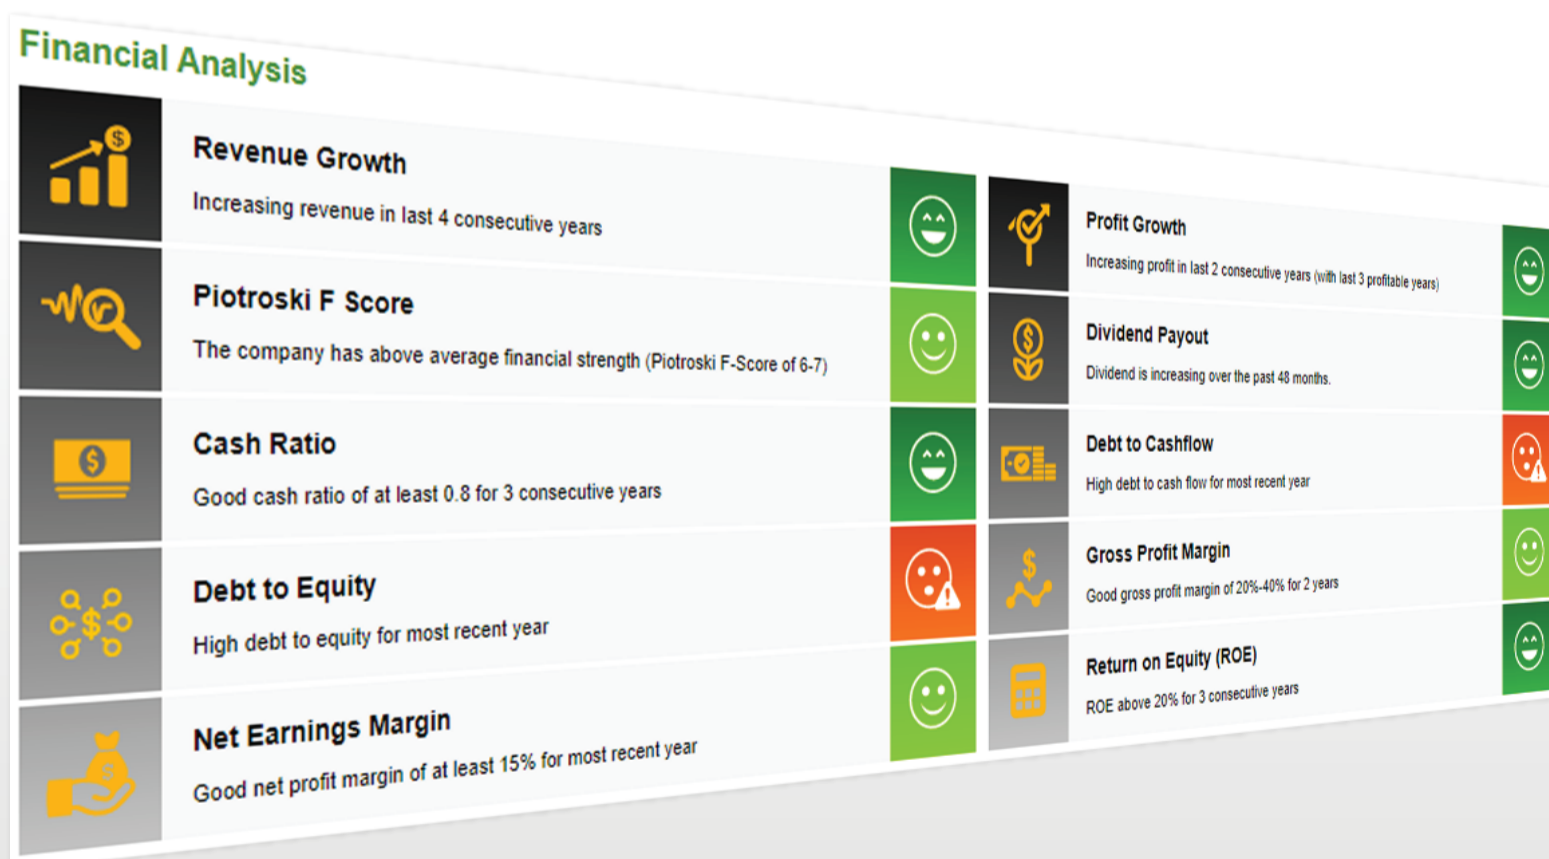 Financial Analysis
Revenue Growth
Increasing revenue in last 4 consecutive years
Piotroski F Score
The company has above average financial strength (Piotroski F-Score of 6-7)
Cash Ratio
Good cash ratio of at least 0.8 for 3 consecutive years
Debt to Equity
High debt to equity for most recent year
Net Earnings Margin
Good net profit margin of at least 15% for most recent year
Profit Growth
Increasing profit in last 2 consecutive years (with last 3 profitable years)
Dividend Payout
Dividend is increasing over the past 48 months.
Debt to Cashflow
High debt to cash flow for most recent year
Gross Profit Margin
Good gross profit margin of 20%-40% for 2 years
Return on Equity (ROE)
ROE above 20% for 3 consecutive years